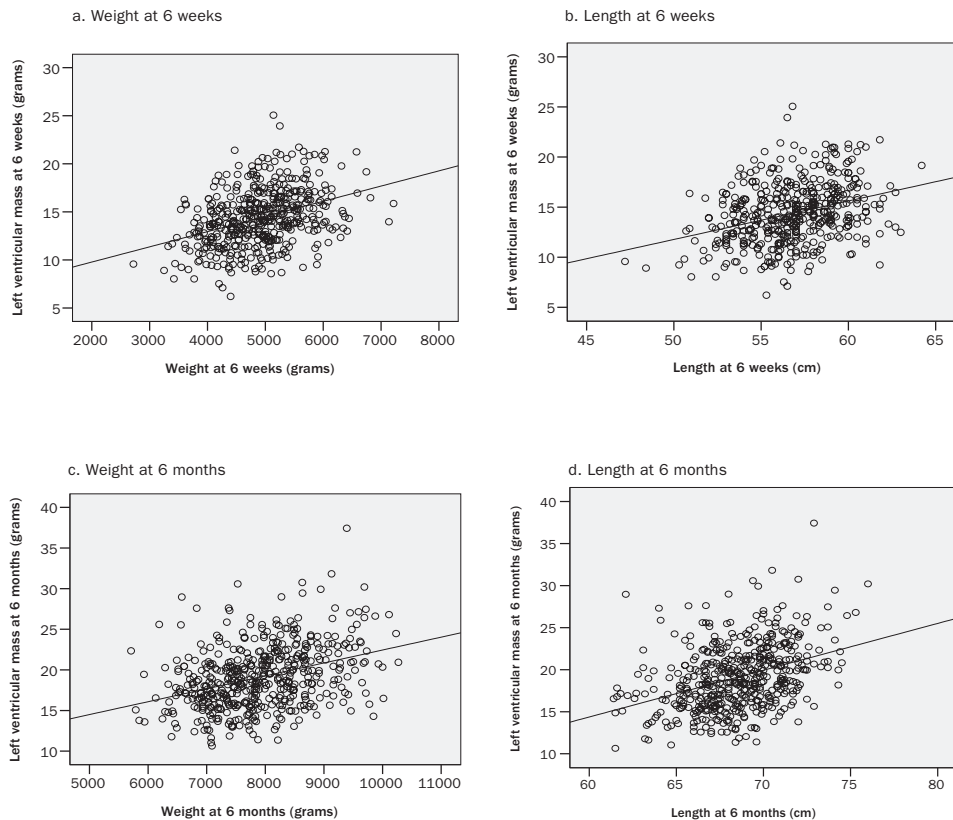 a. Weight at 6 weeks
Left ventricular mass at 6 weeks (grams)
30
25
20
15
10
5
2000 3000 4000 5000 6000 7000 8000
Weight at 6 weeks (grams)
b. Length at 6 weeks
Left ventricular mass at 6 weeks (grams)
30
25
20
15
10
5
45 50 55 60 65
Length at 6 weeks (cm)
c. Weight at 6 months
Left ventricular mass at 6 months (grams)
40
35
30
25
20
15
10
5000 6000 7000 8000 9000 10000 11000
Weight at 6 months (grams)
d. Length at 6 months
Left ventricular mass at 6 months (grams)
40
35
30
25
20
15
10
60 65 70 75 80
Length at 6 months (cm)